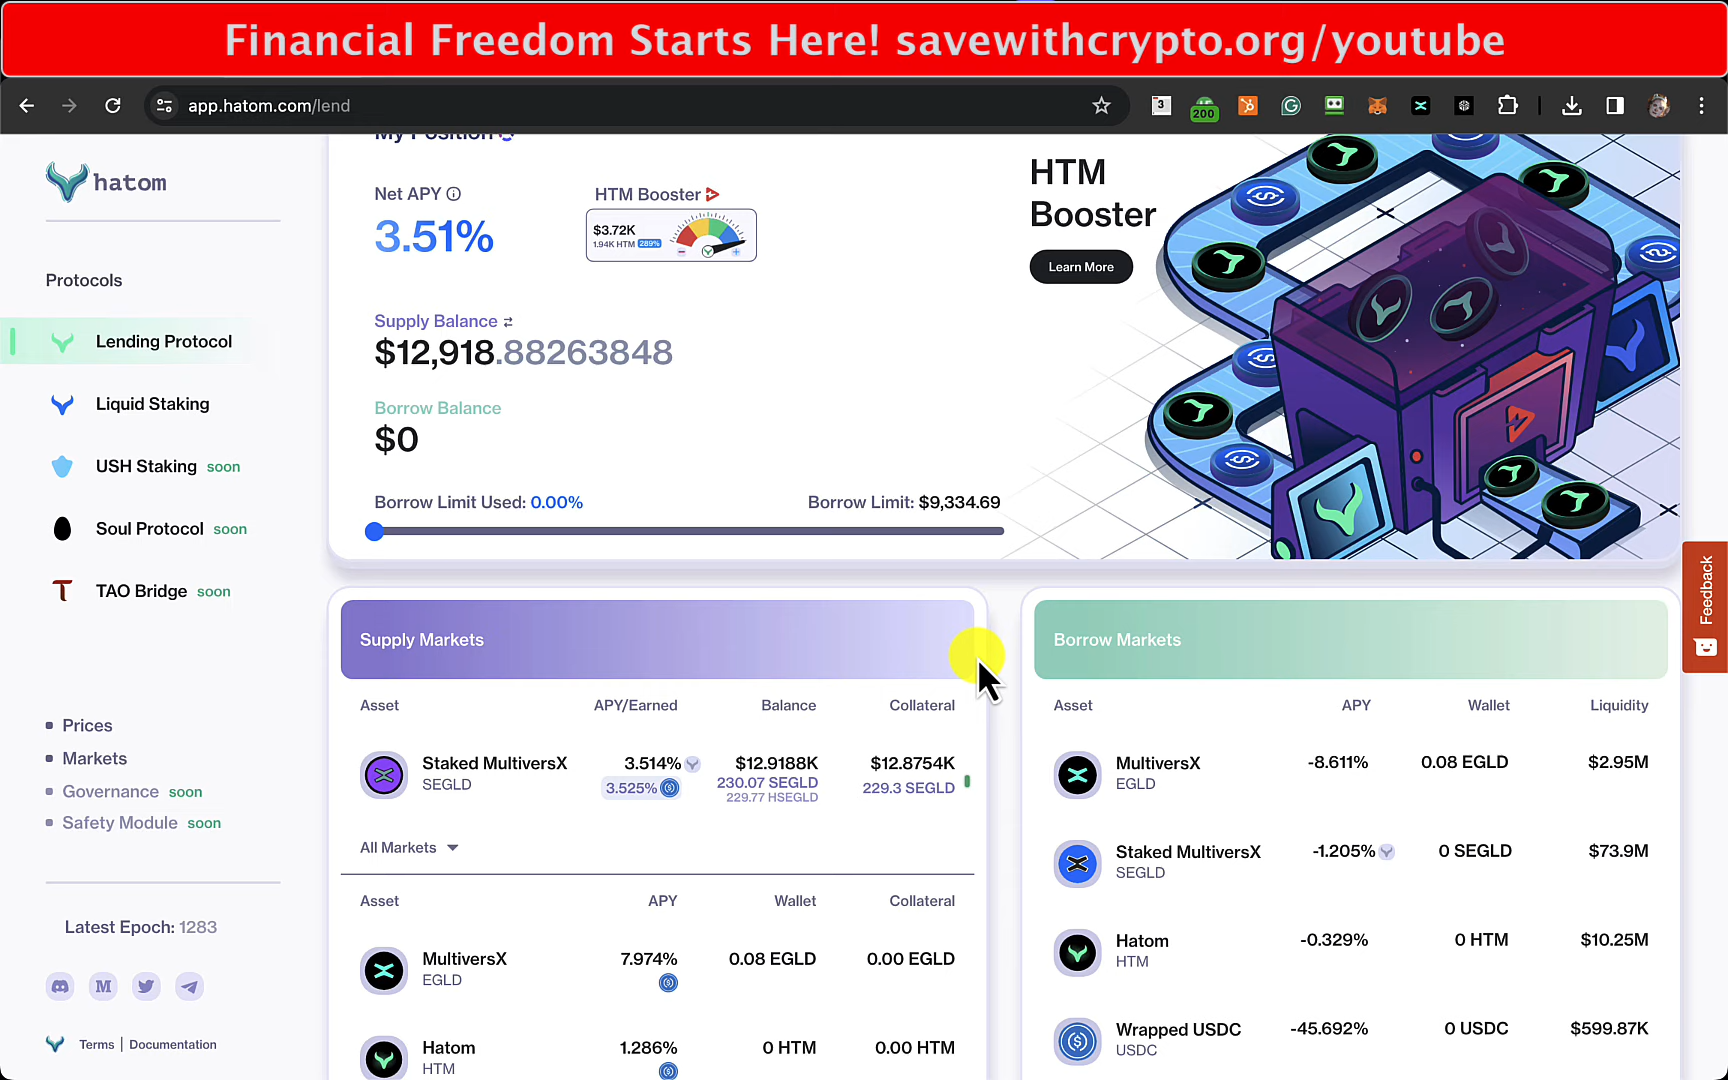 Financial Freedom Starts Here! savewithcrypto.org/youtube
app.hatom.com/lend
3
200
hatom
Protocols
Lending Protocol
Liquid Staking
USH Staking soon
Soul Protocol soon
TAO Bridge soon
Prices
Markets
Governance soon
Safety Module soon
Latest Epoch: 1283
Terms | Documentation
My Position
Net APY
3.51%
HTM Booster
$3.72K
1.94K HTM 289%
Supply Balance
$12,918.88263848
Borrow Balance
$0
Borrow Limit Used: 0.00% Borrow Limit: $9,334.69
HTM
Booster
Learn More
Supply Markets
Asset APY/Earned Balance Collateral
Staked MultiversX 3.514% $12.9188K $12.8754K
SEGLD 3.525% 230.07 SEGLD 229.3 SEGLD
229.77 HSEGLD
All Markets
Asset APY Wallet Collateral
MultiversX 7.974% 0.08 EGLD 0.00 EGLD
EGLD
Hatom 1.286% 0 HTM 0.00 HTM
HTM
Borrow Markets
Asset APY Wallet Liquidity
MultiversX -8.611% 0.08 EGLD $2.95M
EGLD
Staked MultiversX -1.205% 0 SEGLD $73.9M
SEGLD
Hatom -0.329% 0 HTM $10.25M
HTM
Wrapped USDC -45.692% 0 USDC $599.87K
USDC
Feedback